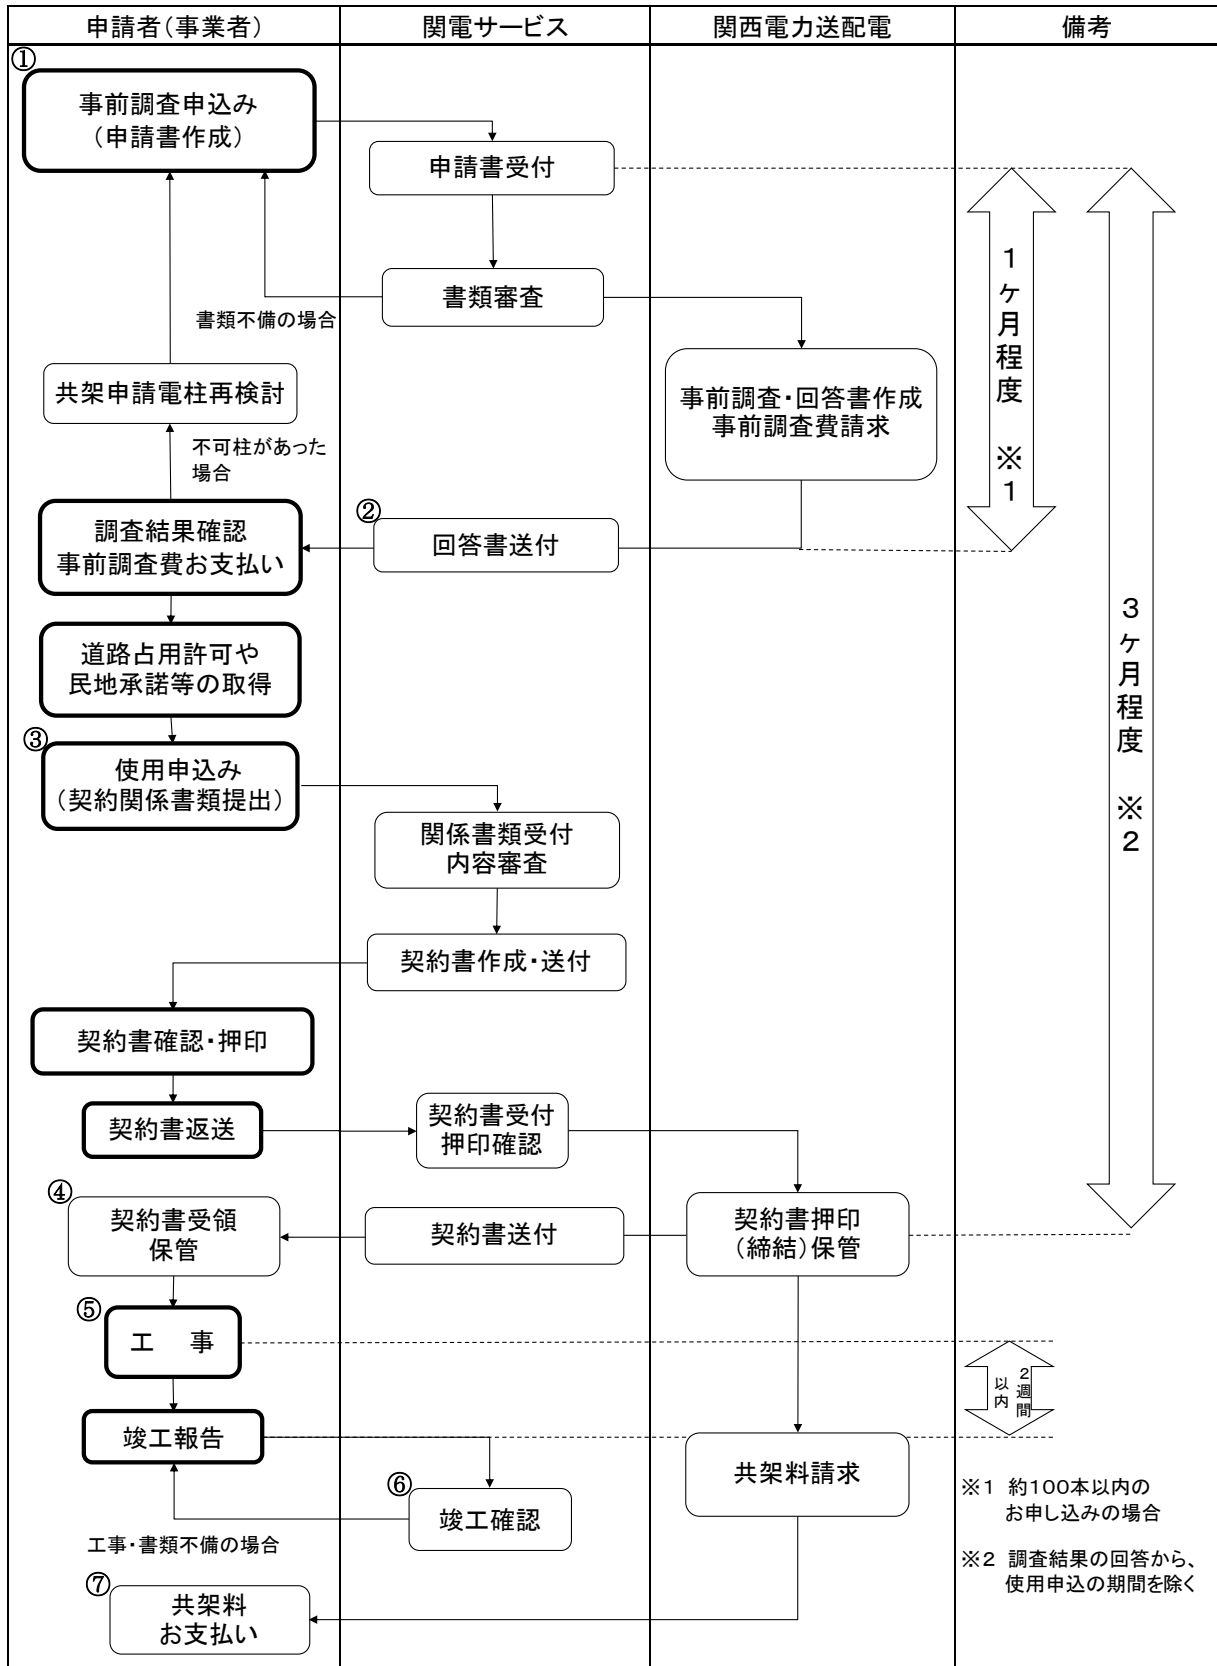 申請者(事業者)
関電サービス
関西電力送配電
備考
①
事前調査申込み
(申請書作成)
申請書受付
書類審査
書類不備の場合
1ヶ月程度 ※1
3ヶ月程度 ※2
共架申請電柱再検討
事前調査・回答書作成
事前調査費請求
不可柱があった
場合
②
調査結果確認
事前調査費お支払い
回答書送付
道路占用許可や
民地承諾等の取得
③
使用申込み
(契約関係書類提出)
関係書類受付
内容審査
契約書作成・送付
契約書確認・押印
契約書返送
契約書受付
押印確認
④
契約書受領
保管
契約書送付
契約書押印
(締結)保管
⑤
工 事
2週間
以内
竣工報告
共架料請求
⑥
竣工確認
工事・書類不備の場合
※1 約100本以内の
お申し込みの場合
※2 調査結果の回答から、
使用申込の期間を除く
⑦
共架料
お支払い